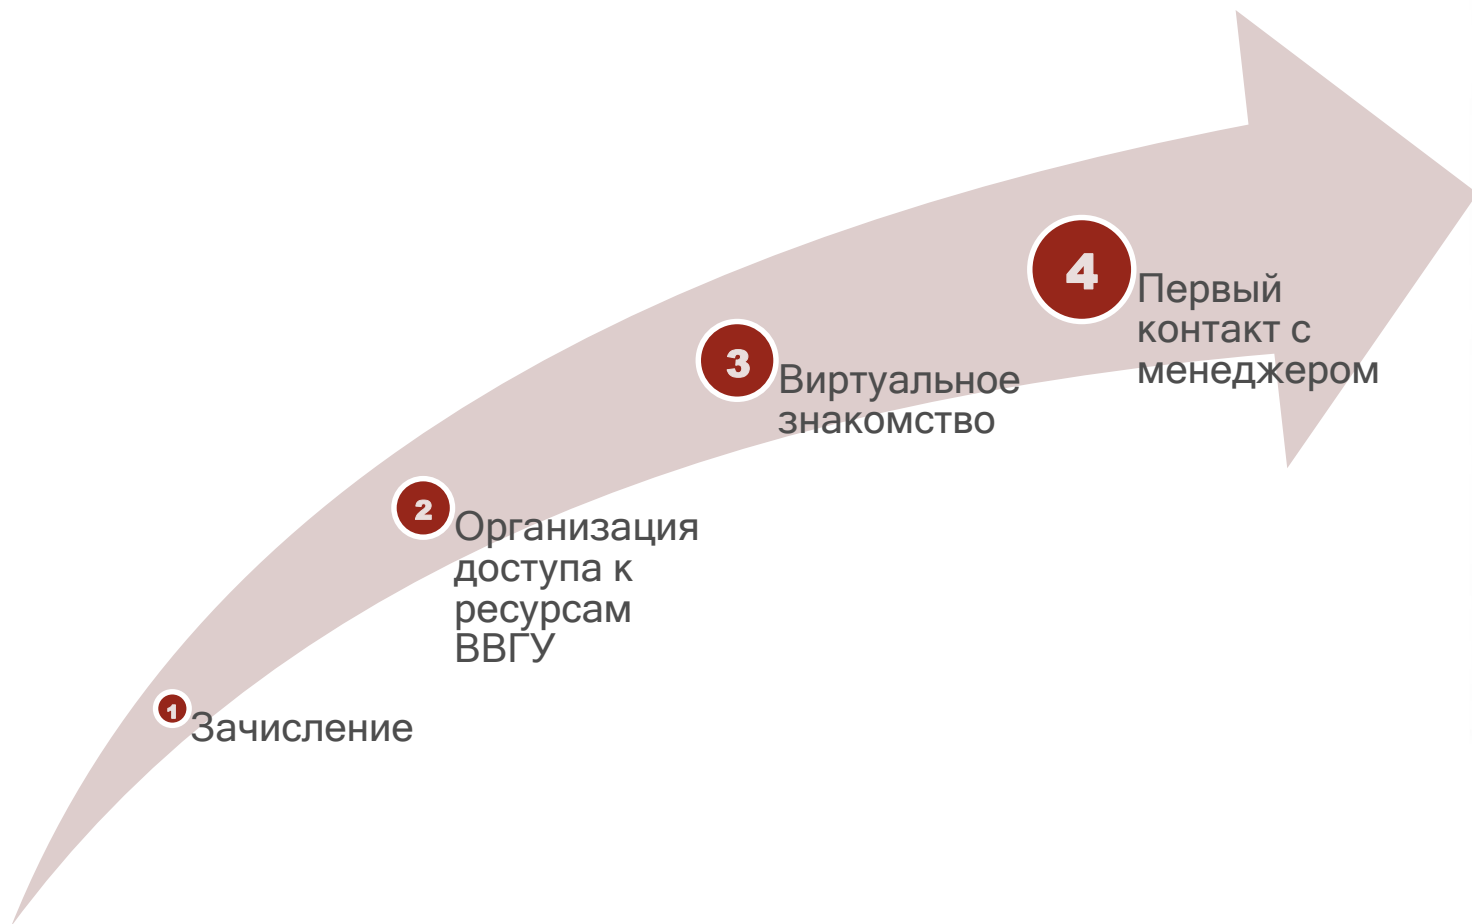 1
Зачисление
2
Организация
доступа к
ресурсам
ВВГУ
3
Виртуальное
знакомство
4
Первый
контакт с
менеджером